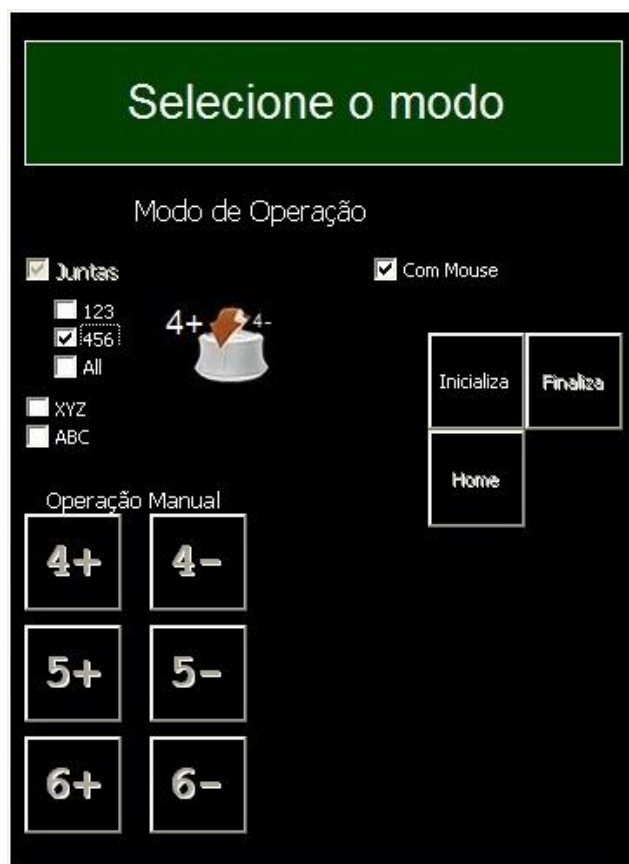 Selecione o modo
Modo de Operação
Juntas
Com Mouse
123
4+ 4-
456
All
Inicializa
Finaliza
XYZ
ABC
Home
Operação Manual
4+ 4-
5+ 5-
6+ 6-